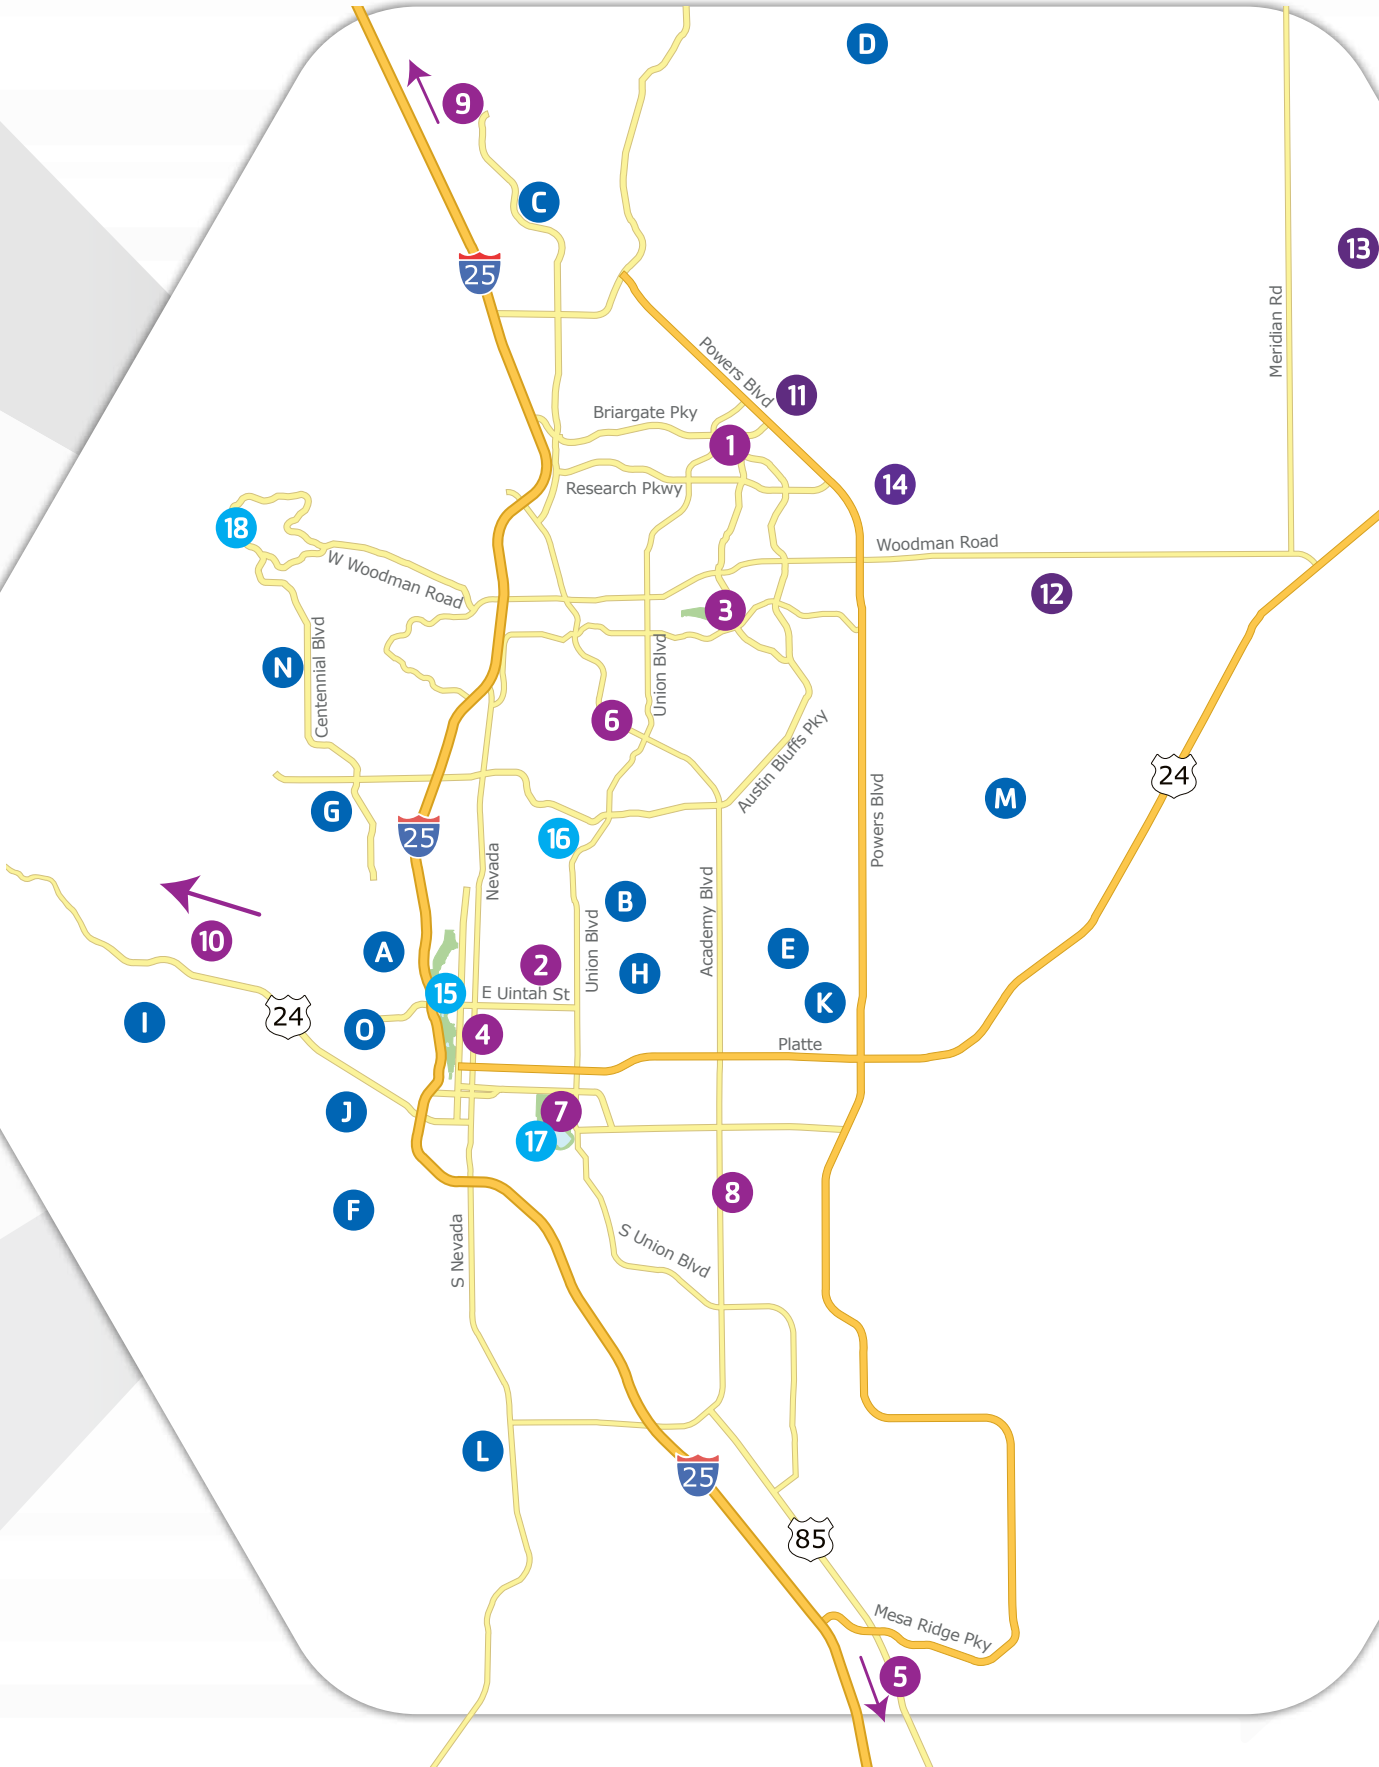 D
9
C
25
13
Meridian Rd
Powers Blvd
11
Briargate Pky
1
Research Pkwy
14
18
Woodman Road
W Woodman Road
12
3
N
Centennial Blvd
Union Blvd
6
Austin Bluffs Pky
24
M
G
25
16
Powers Blvd
Nevada
10
B
Academy Blvd
A
2
Union Blvd
H
E
15
E Uintah St
K
I
24
O
4
Platte
J
7
17
8
F
S Nevada
S Union Blvd
L
25
85
Mesa Ridge Pky
5